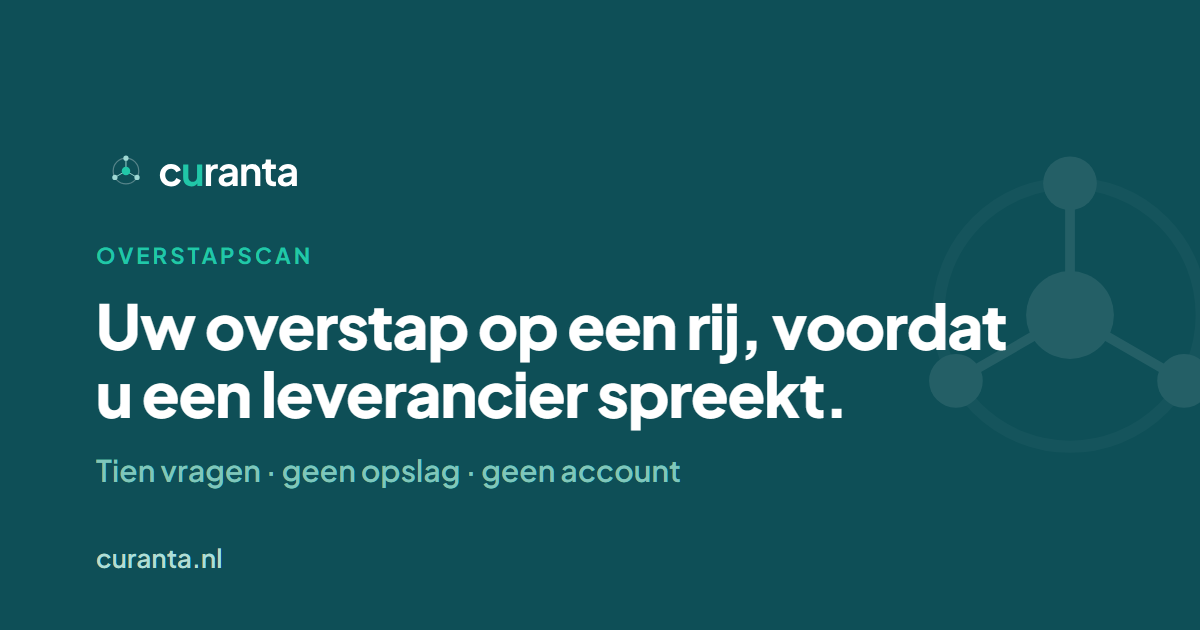 curanta
OVERSTAPSCAN
Uw overstap op een rij, voordat
u een leverancier spreekt.
Tien vragen · geen opslag · geen account
curanta.nl